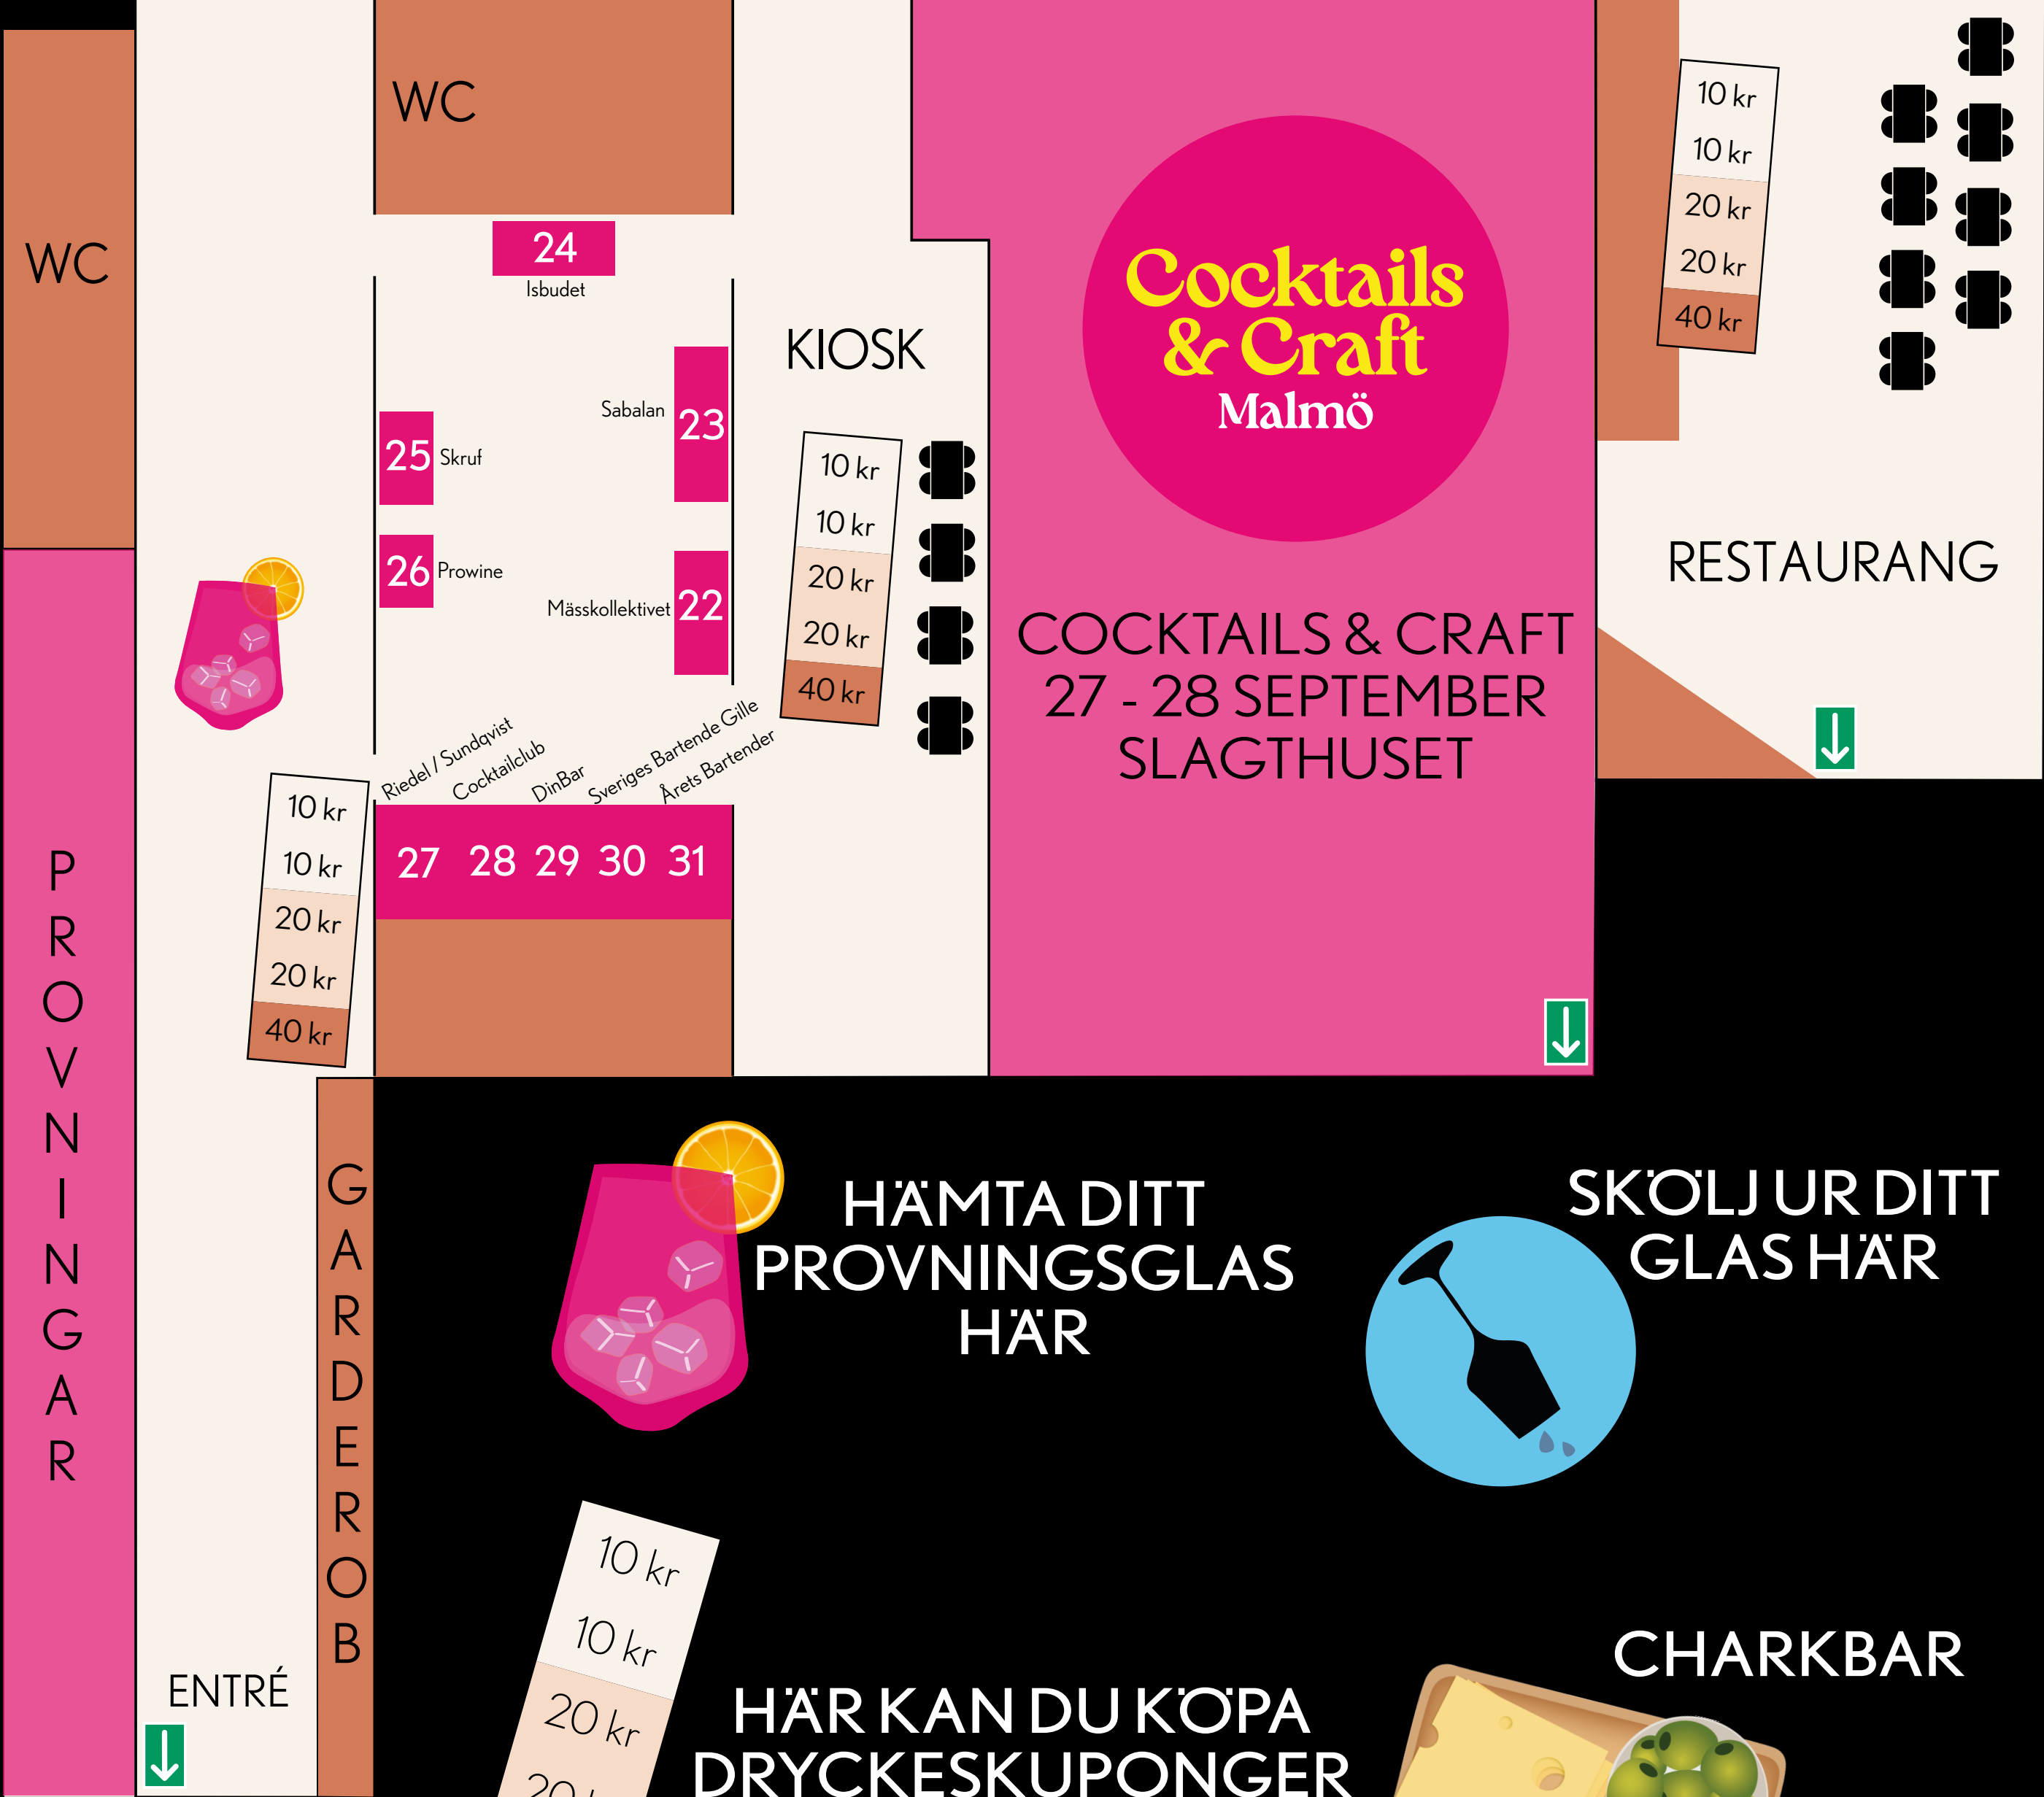 WC
WC
24
Isbudet
KIOSK
Sabalan
23
25
Skruf
26
Prowine
Mässkollektivet
22
10 kr
10 kr
20 kr
20 kr
40 kr
Riedel / Sundqvist
Cocktailclub
DinBar
Sveriges Bartende Gille
Årets Bartender
27
28
29
30
31
10 kr
10 kr
20 kr
20 kr
40 kr
Cocktails
& Craft
Malmö
COCKTAILS & CRAFT
27 - 28 SEPTEMBER
SLAGTHUSET
10 kr
10 kr
20 kr
20 kr
40 kr
RESTAURANG
PROVNINGAR
GARDEROB
ENTRÉ
HÄMTA DITT
PROVNINGSGLAS
HÄR
SKÖLJ UR DITT
GLAS HÄR
10 kr
10 kr
20 kr
HÄR KAN DU KÖPA
DRYCKESKUPONGER
CHARKBAR